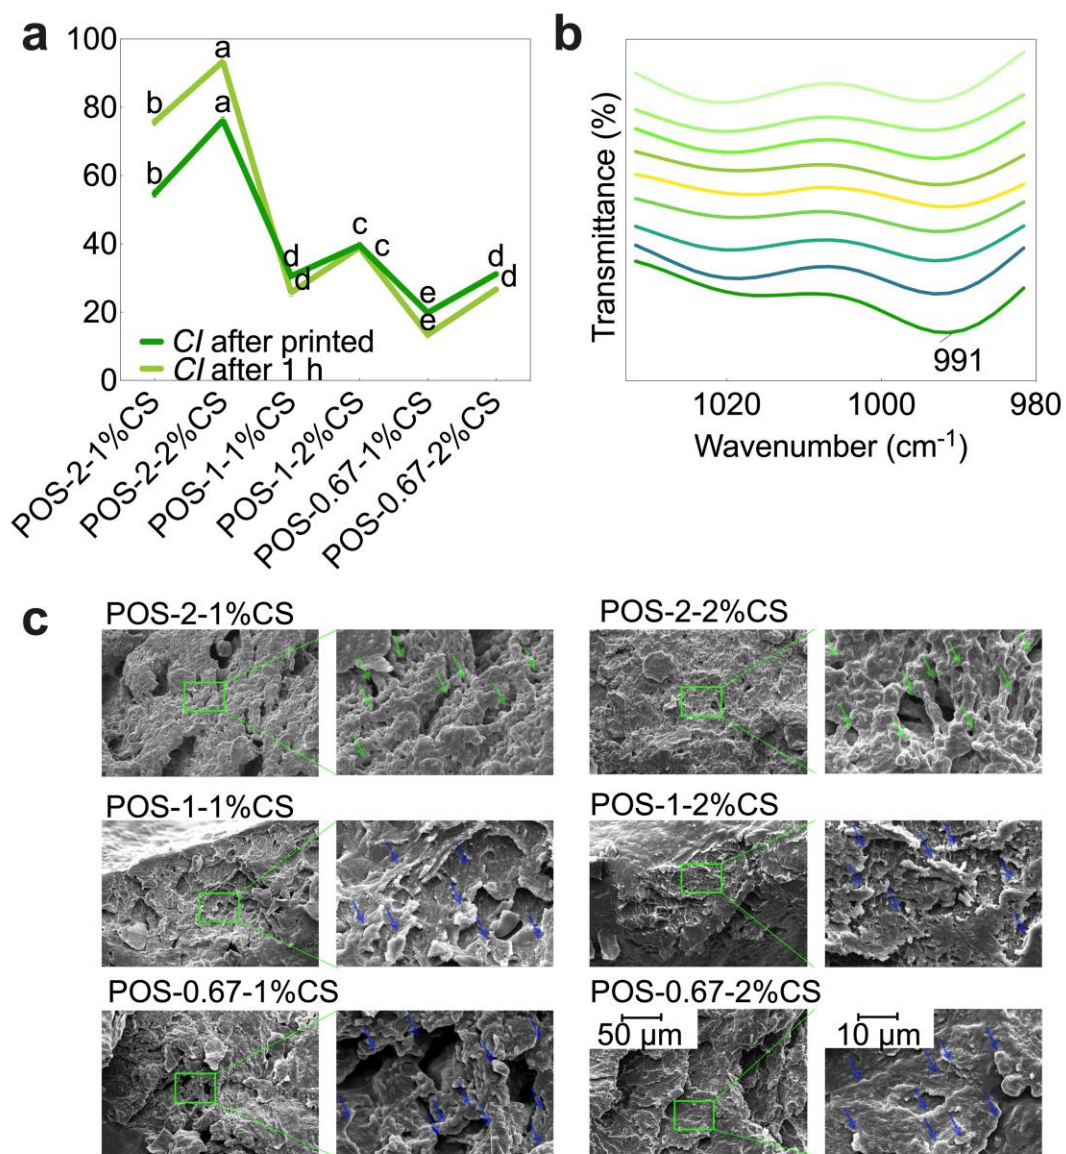 a
100
80
60
40
20
0
b
a
b
a
d
d
c
c
e
e
d
d
CI after printed
CI after 1 h
POS-2-1%CS
POS-2-2%CS
POS-1-1%CS
POS-1-2%CS
POS-0.67-1%CS
POS-0.67-2%CS
b
Transmittance (%)
991
1020
1000
980
Wavenumber (cm⁻¹)
c
POS-2-1%CS
POS-2-2%CS
POS-1-1%CS
POS-1-2%CS
POS-0.67-1%CS
POS-0.67-2%CS
50 µm
10 µm